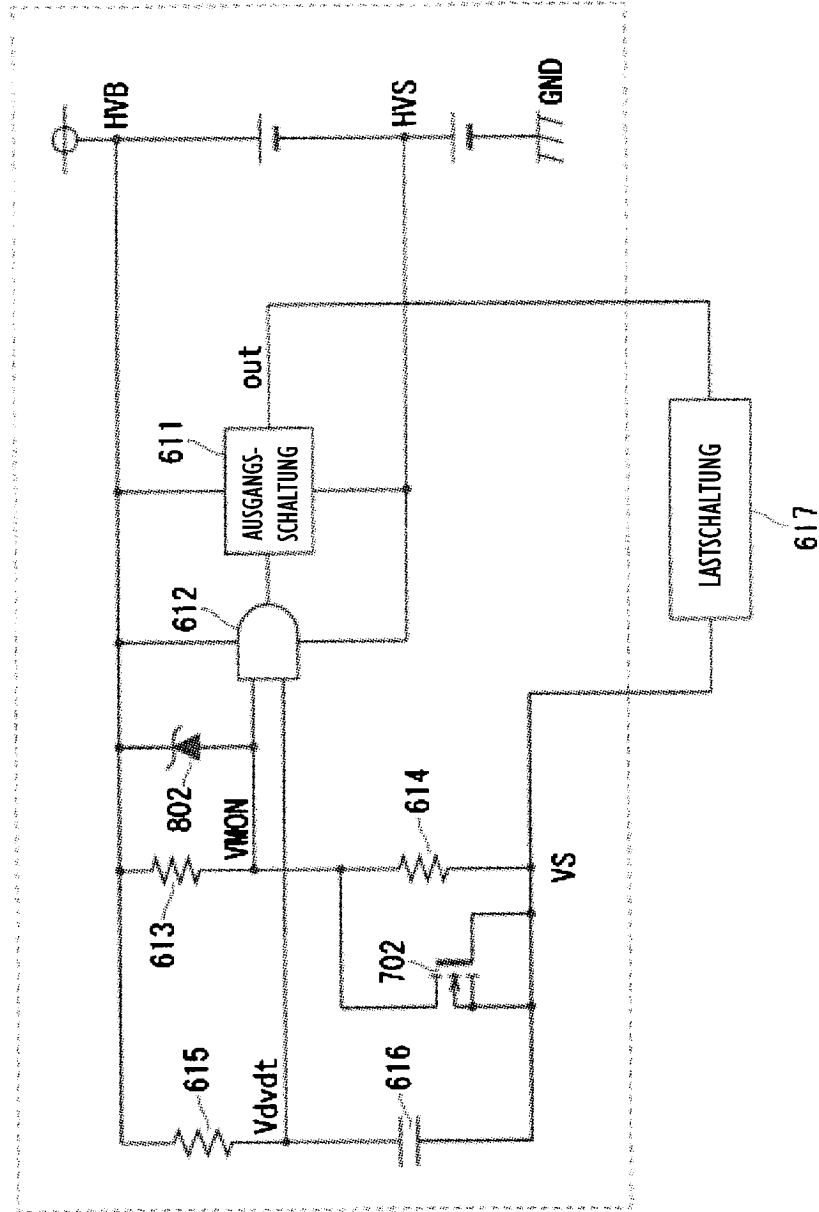 HVB
HVS
GND
out
611
AUSGANGS-
SCHALTUNG
612
802
VMON
613
614
VS
702
615
Vdvdt
616
LASTSCHALTUNG
617